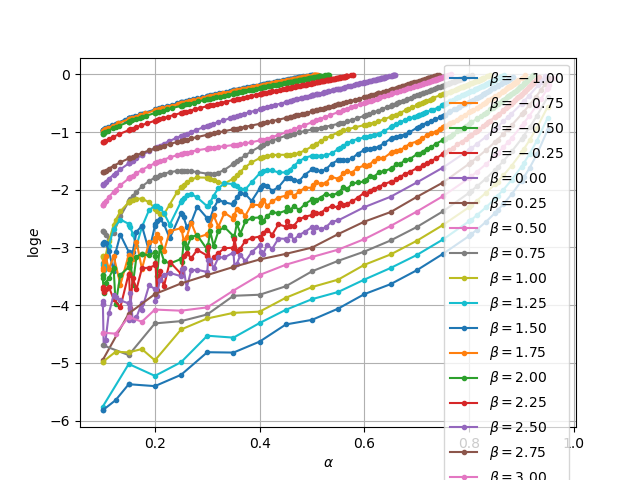 0
−1
−2
−3
−4
−5
−6
loge
0.2
0.4
0.6
0.8
1.0
α
β = −1.00
β = −0.75
β = −0.50
β = −0.25
β = 0.00
β = 0.25
β = 0.50
β = 0.75
β = 1.00
β = 1.25
β = 1.50
β = 1.75
β = 2.00
β = 2.25
β = 2.50
β = 2.75
β = 3.00